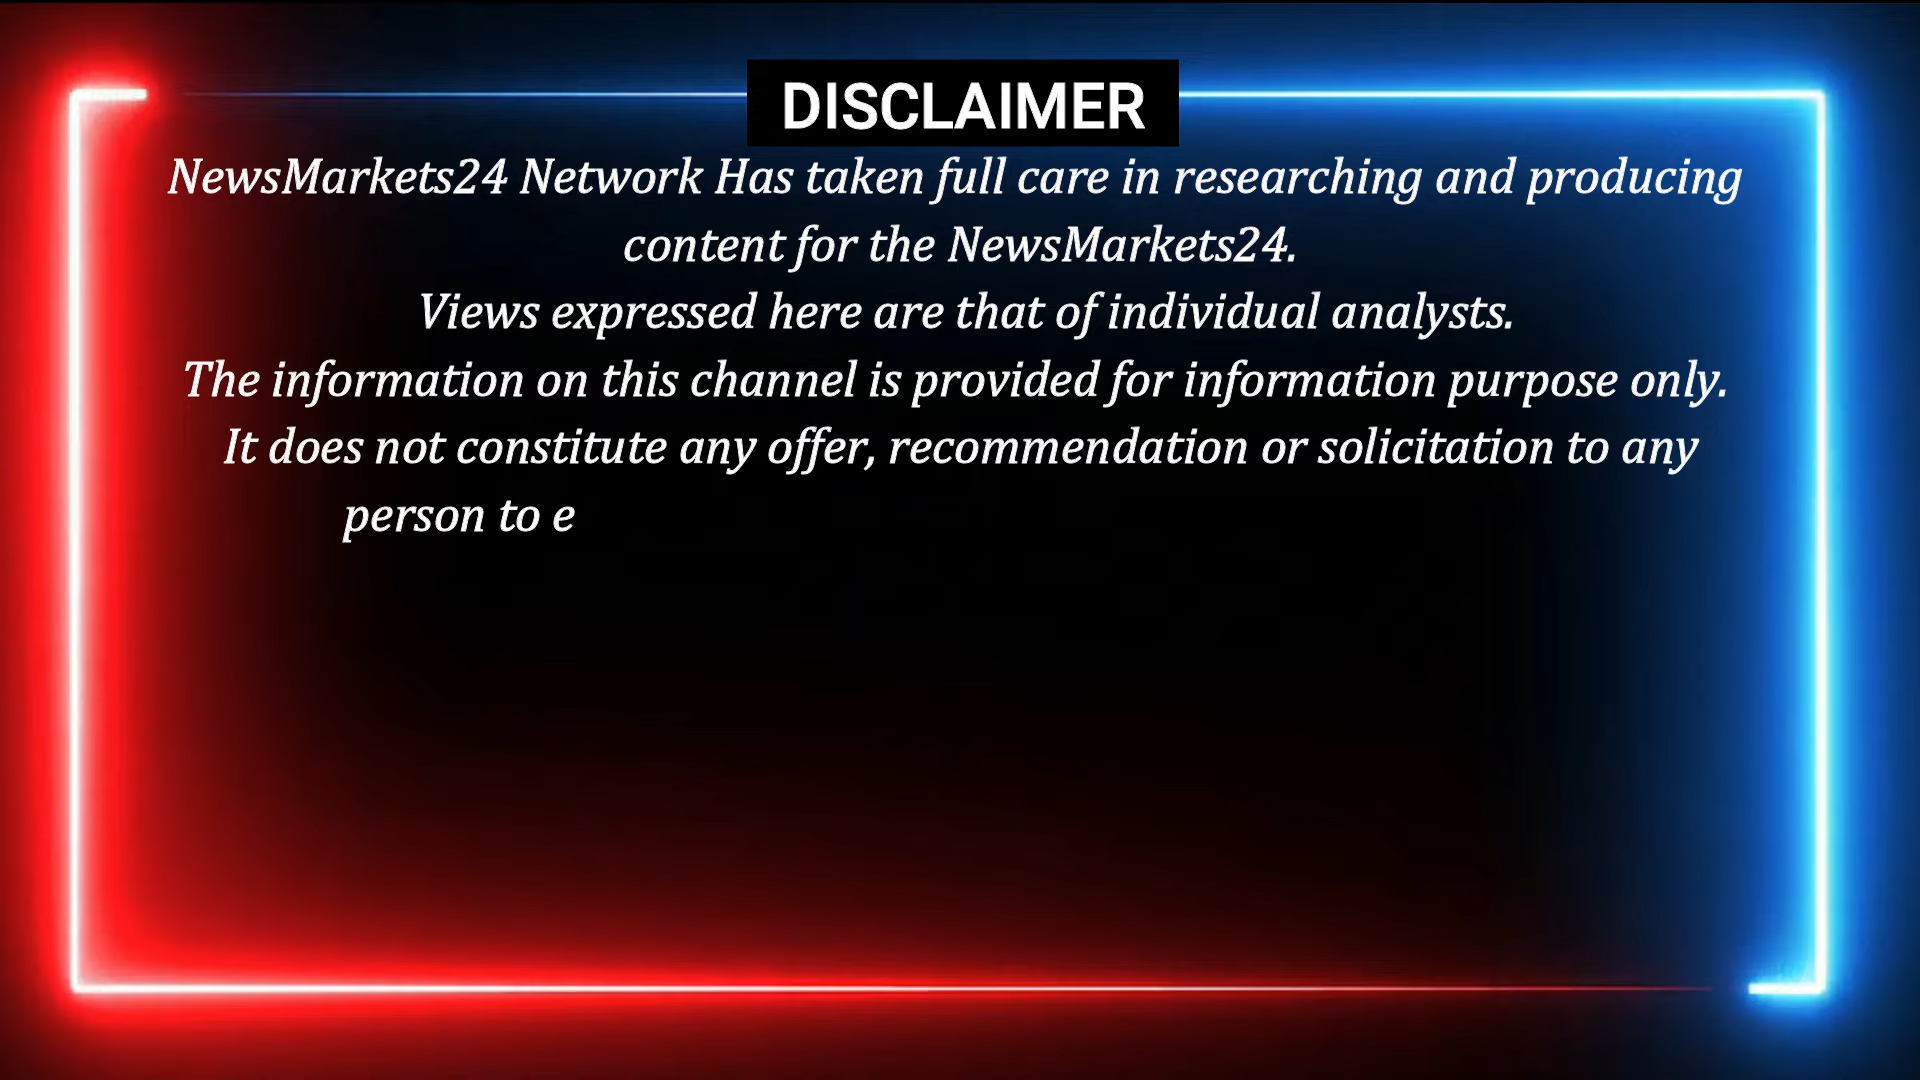 DISCLAIMER
NewsMarkets24 Network Has taken full care in researching and producing
content for the NewsMarkets24.
Views expressed here are that of individual analysts.
The information on this channel is provided for information purpose only.
It does not constitute any offer, recommendation or solicitation to any
person to e